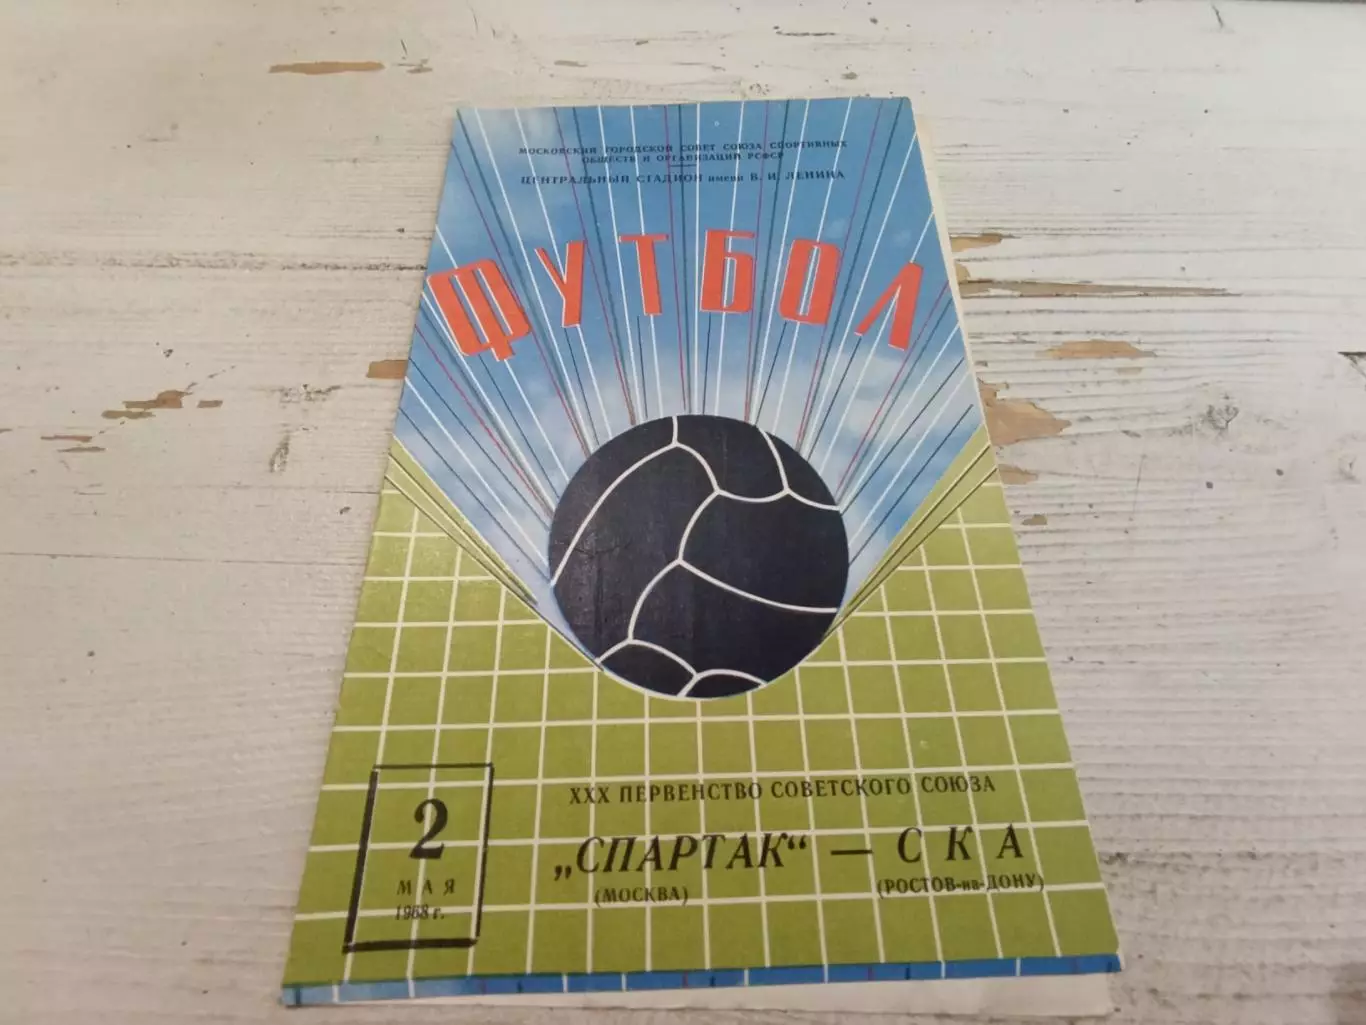 МОСКОВСКИЙ ГОРОДСКОЙ СОВЕТ СОЮЗА СПОРТИВНЫХ
ОБЩЕСТВ И ОРГАНИЗАЦИЙ РСФСР
ЦЕНТРАЛЬНЫЙ СТАДИОН имени В. И. ЛЕНИНА
ФУТБОЛ
XXX ПЕРВЕНСТВО СОВЕТСКОГО СОЮЗА
„СПАРТАК“ — СКА
(МОСКВА) (РОСТОВ-на-ДОНУ)
2
МАЯ
1968 г.